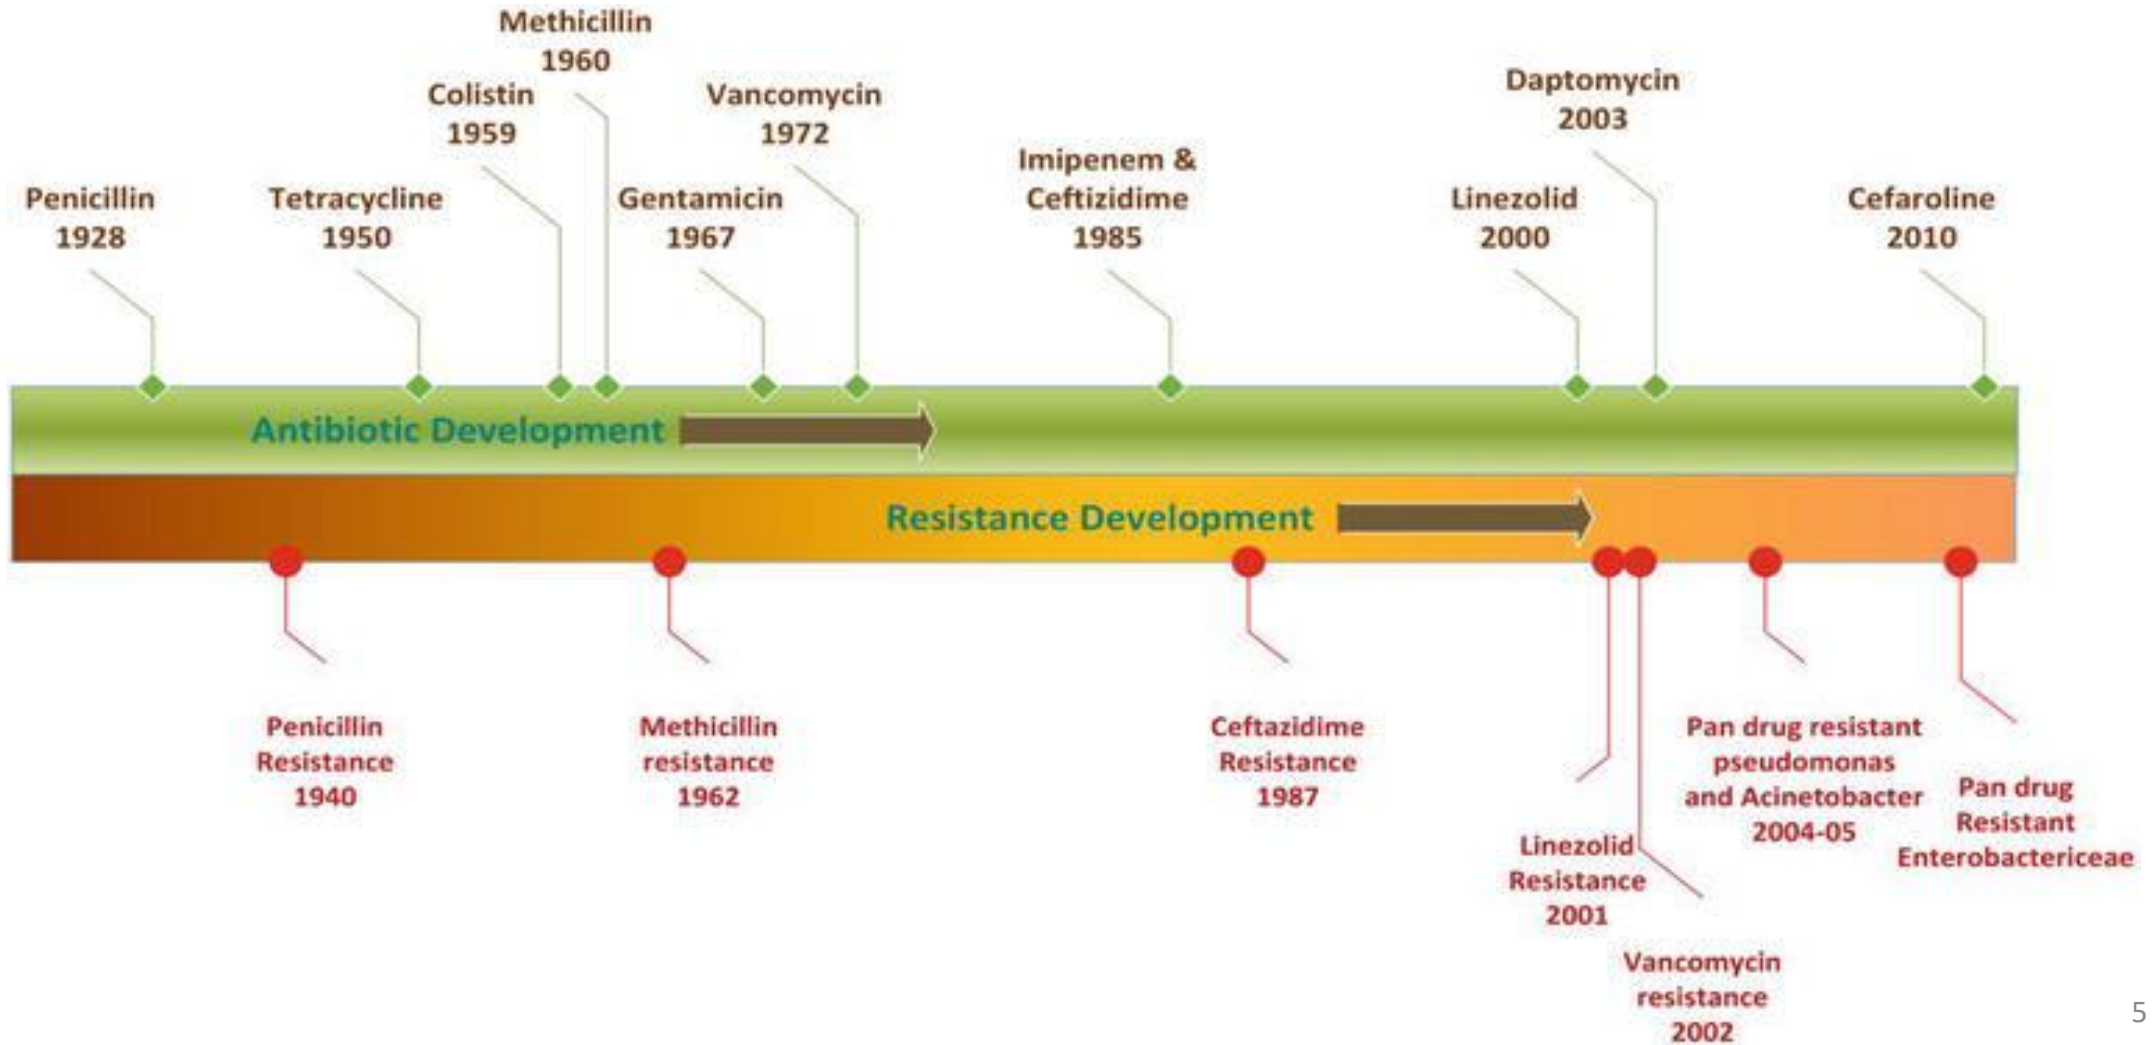 Methicillin
1960
Colistin
1959
Vancomycin
1972
Daptomycin
2003
Imipenem &
Ceftizidime
1985
Penicillin
1928
Tetracycline
1950
Gentamicin
1967
Linezolid
2000
Cefaroline
2010
Antibiotic Development
Resistance Development
Penicillin
Resistance
1940
Methicillin
resistance
1962
Ceftazidime
Resistance
1987
Linezolid
Resistance
2001
Vancomycin
resistance
2002
Pan drug resistant
pseudomonas
and Acinetobacter
2004-05
Pan drug
Resistant
Enterobactericeae
5